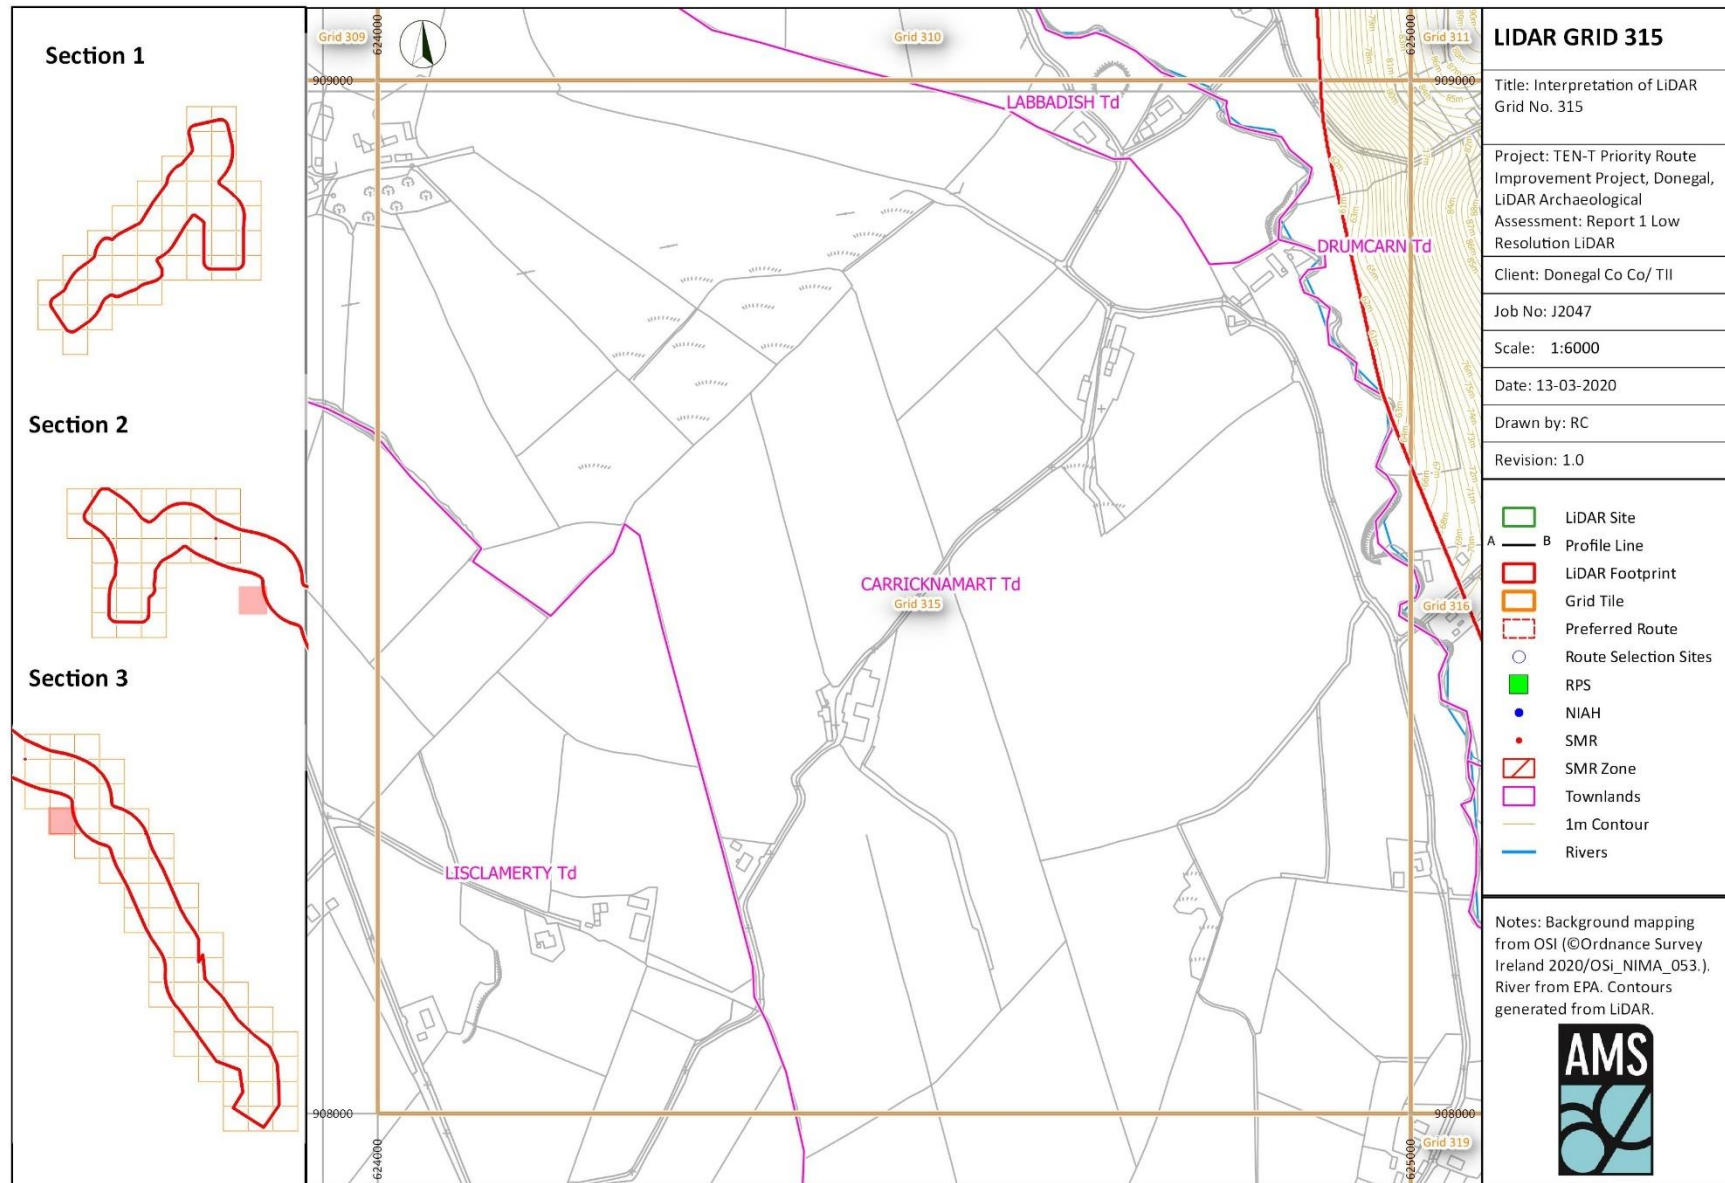 Section 1
Section 2
Section 3
Grid 309
624000
Grid 310
625000
Grid 311
909000
909000
LABBADISH Td
DRUMCARN Td
CARRICKNAMART Td
Grid 315
Grid 316
LISCLAMERTY Td
908000
908000
624000
625000
Grid 319
LIDAR GRID 315
Title: Interpretation of LiDAR
Grid No. 315
Project: TEN-T Priority Route
Improvement Project, Donegal,
LiDAR Archaeological
Assessment: Report 1 Low
Resolution LiDAR
Client: Donegal Co Co/ TII
Job No: J2047
Scale: 1:6000
Date: 13-03-2020
Drawn by: RC
Revision: 1.0
LiDAR Site
A B Profile Line
LiDAR Footprint
Grid Tile
Preferred Route
Route Selection Sites
RPS
NIAH
SMR
SMR Zone
Townlands
1m Contour
Rivers
Notes: Background mapping
from OSI (©Ordnance Survey
Ireland 2020/OSi_NIMA_053.).
River from EPA. Contours
generated from LiDAR.
AMS